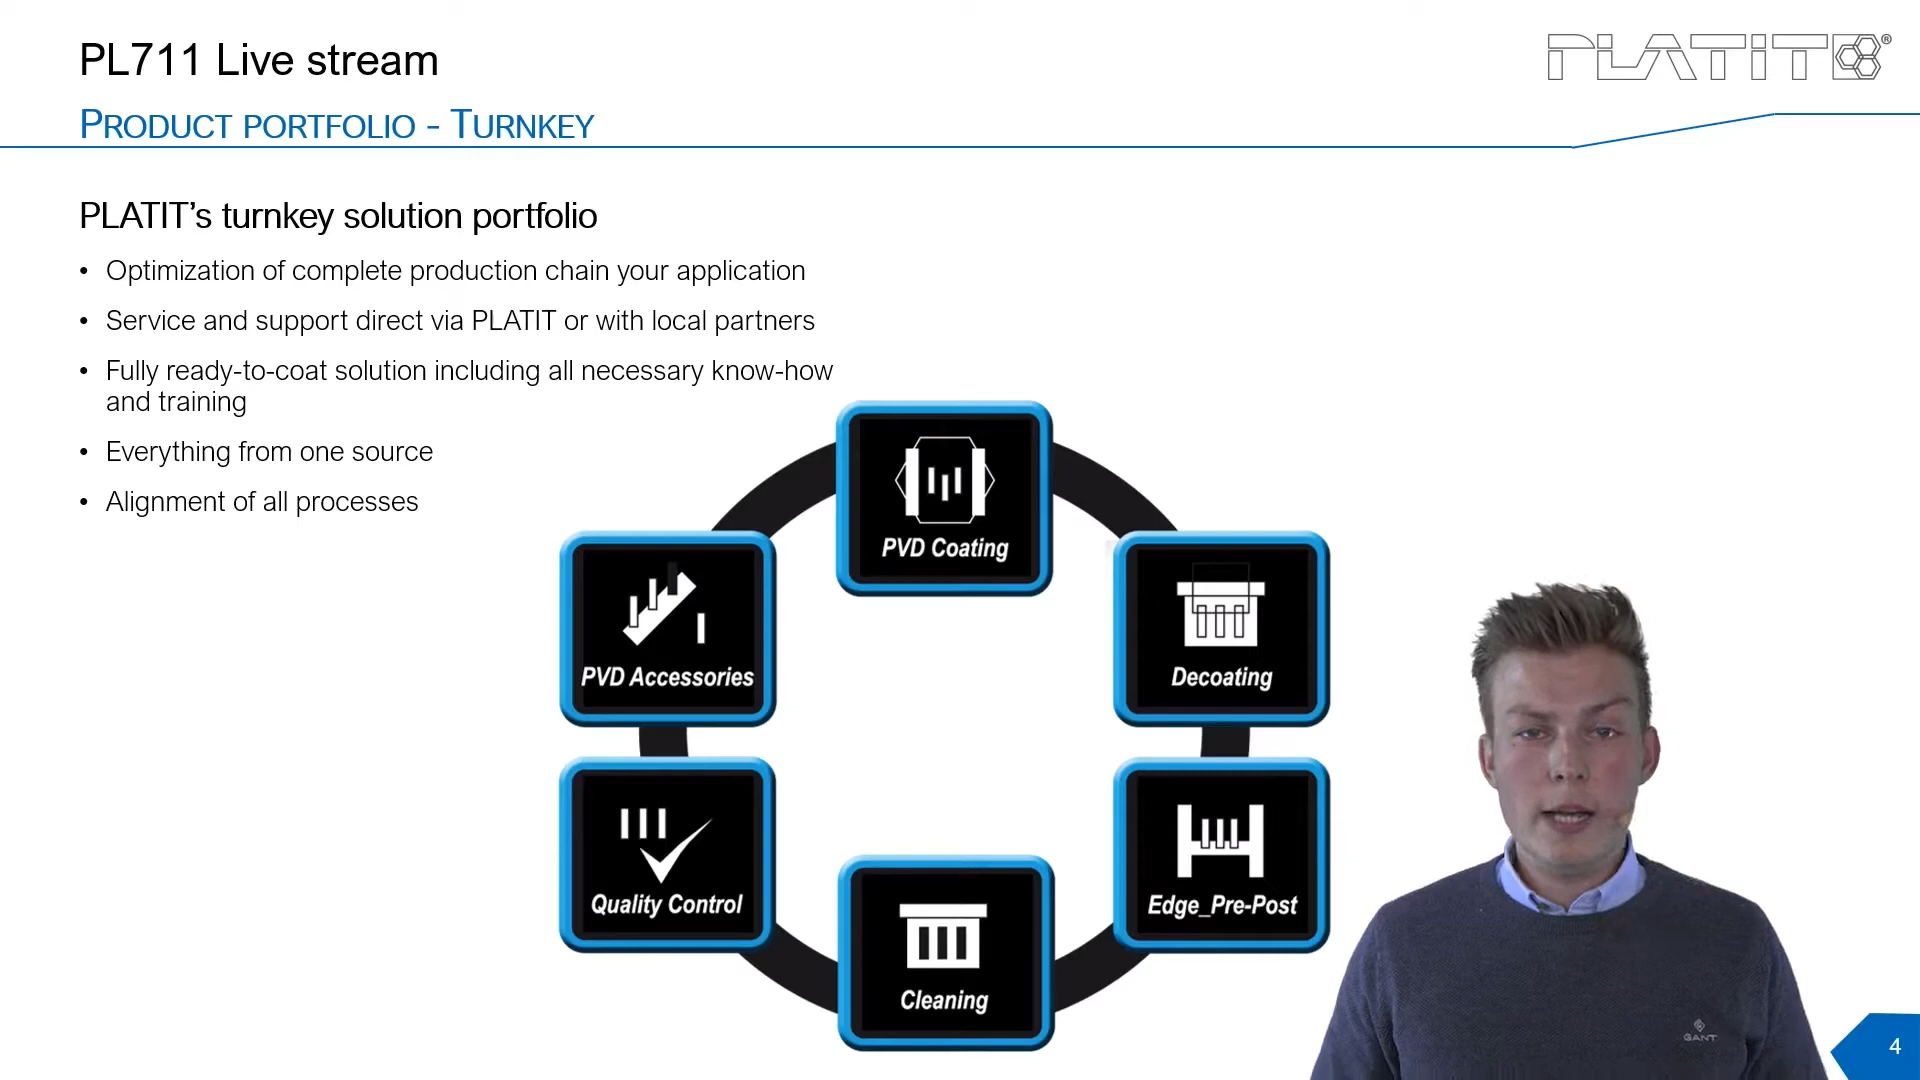 PL711 Live stream
PLATIT®
PRODUCT PORTFOLIO - TURNKEY
PLATIT’s turnkey solution portfolio
• Optimization of complete production chain your application
• Service and support direct via PLATIT or with local partners
• Fully ready-to-coat solution including all necessary know-how
and training
• Everything from one source
• Alignment of all processes
PVD Coating
PVD Accessories
Decoating
Quality Control
Edge_Pre-Post
Cleaning
GANT
4